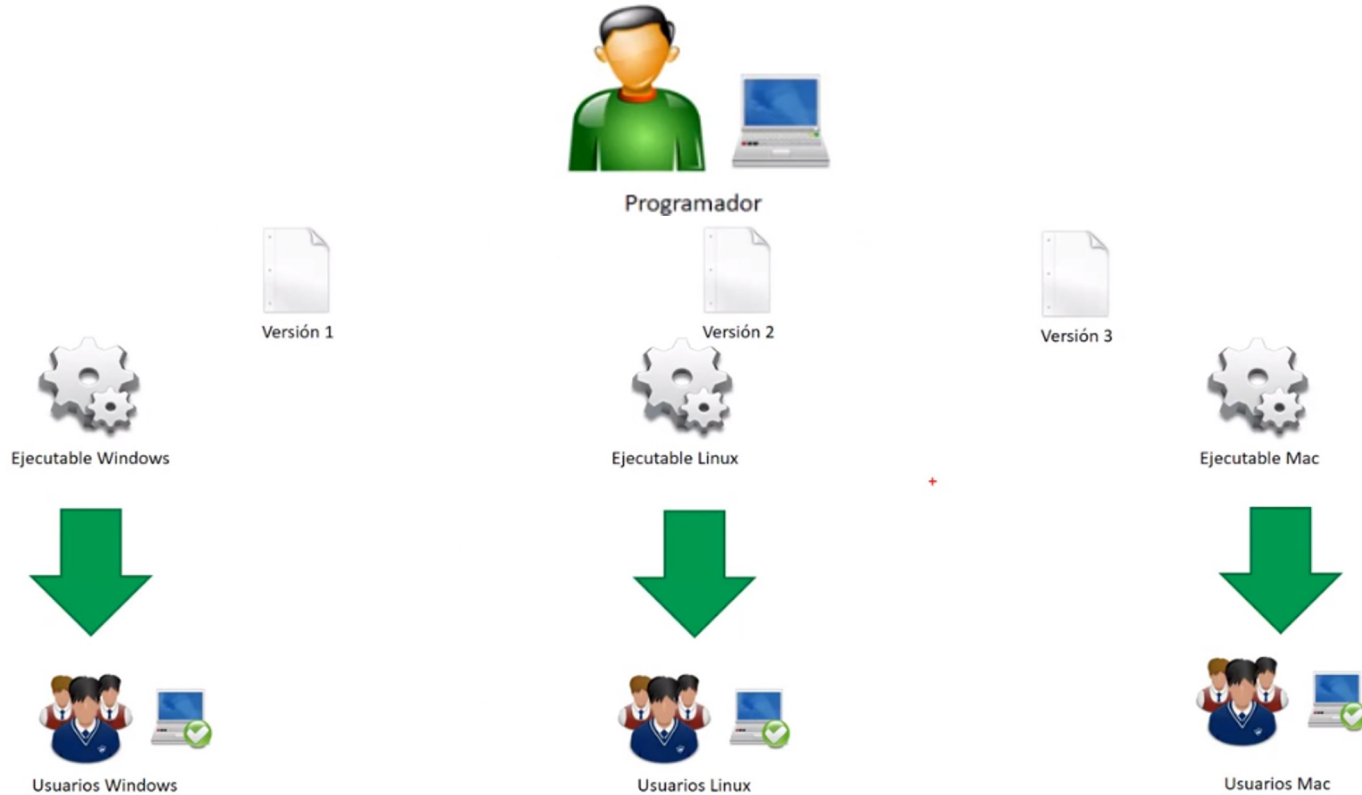 Programador
Versión 1
Versión 2
Versión 3
Ejecutable Windows
Ejecutable Linux
Ejecutable Mac
Usuarios Windows
Usuarios Linux
Usuarios Mac